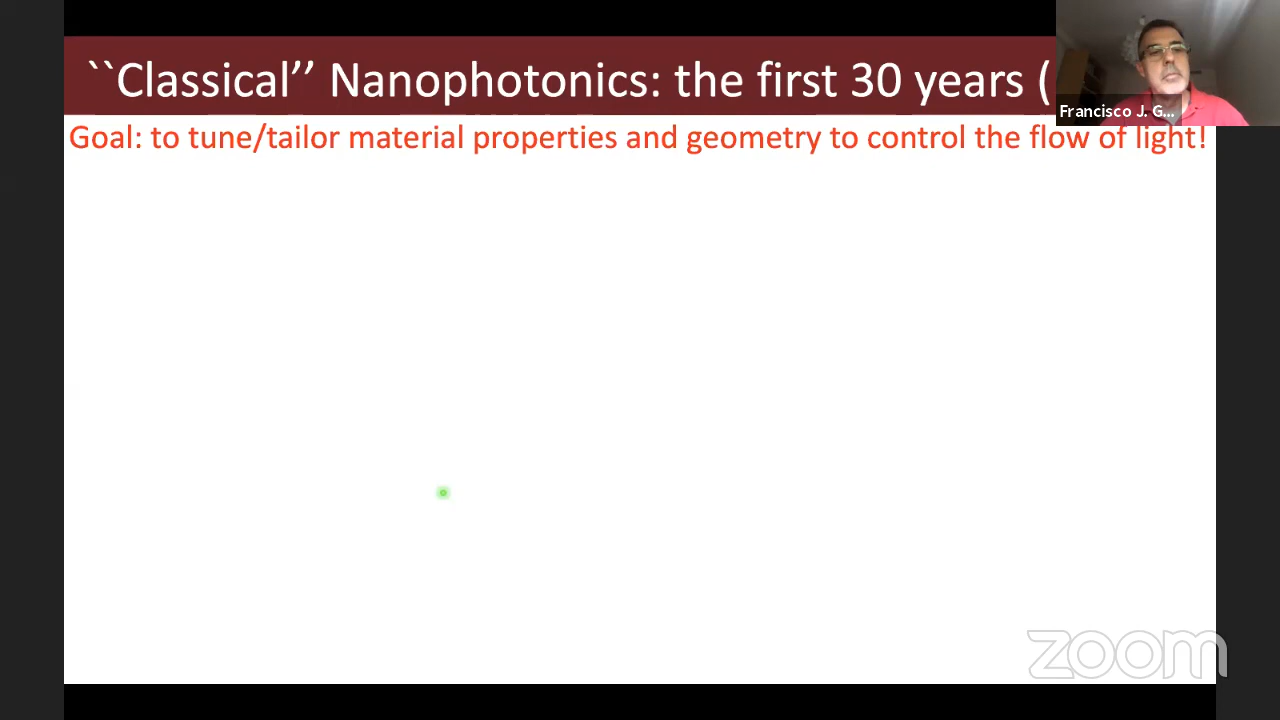 ``Classical’’ Nanophotonics: the first 30 years (
Francisco J. G...
Goal: to tune/tailor material properties and geometry to control the flow of light!
zoom